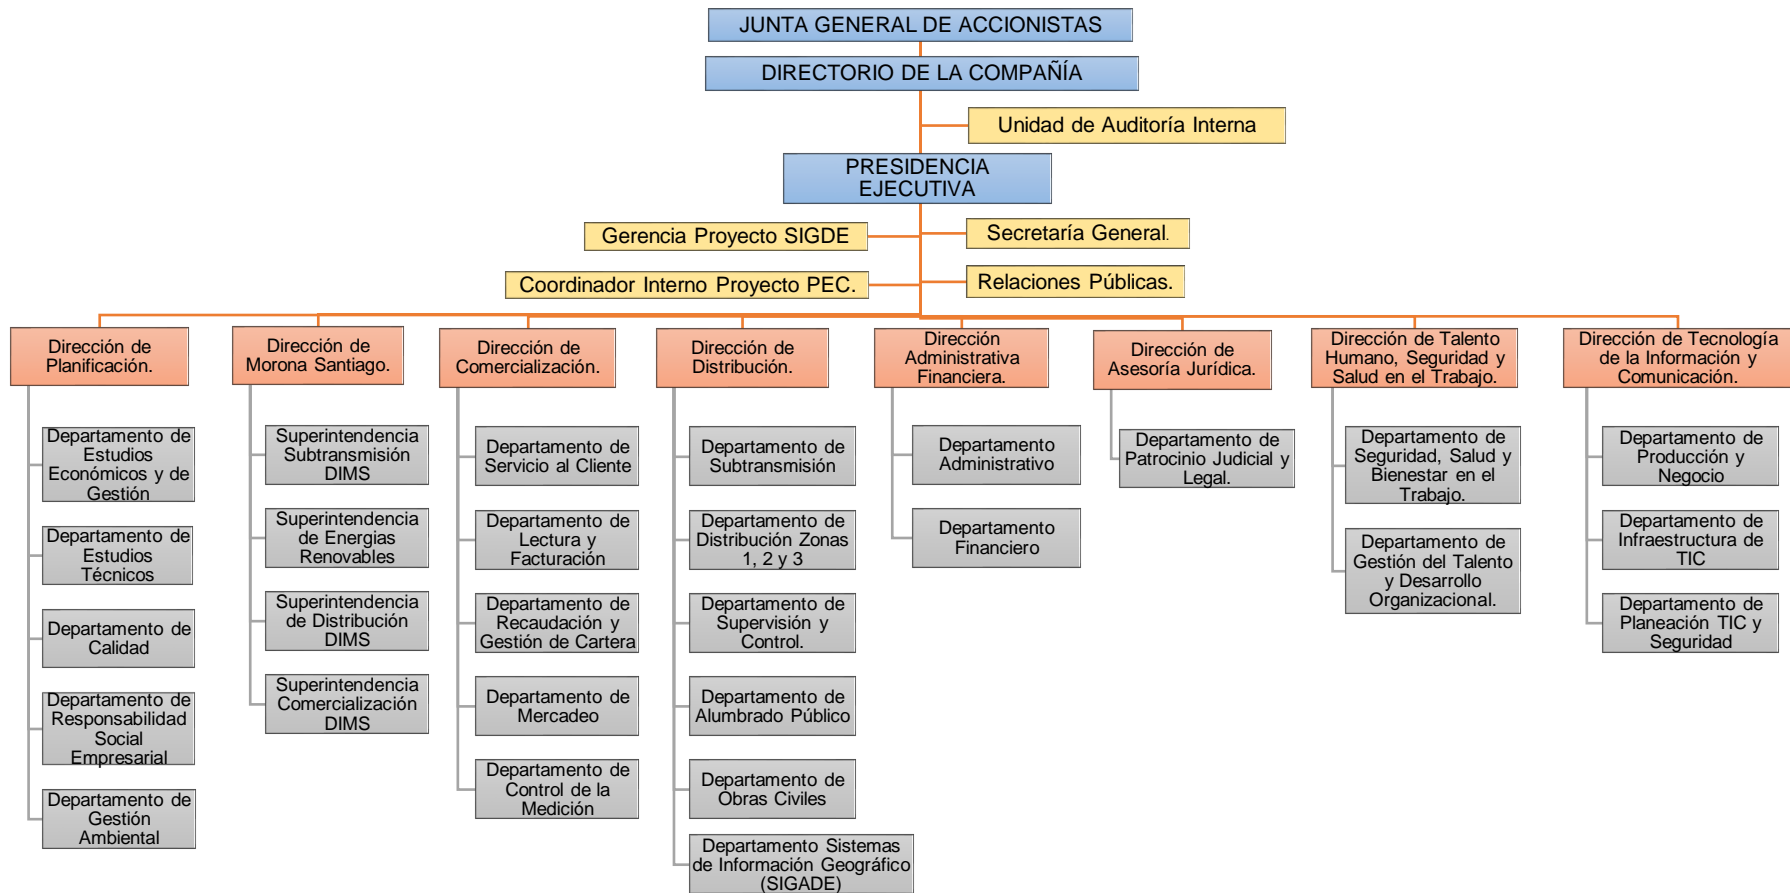 JUNTA GENERAL DE ACCIONISTAS
DIRECTORIO DE LA COMPAÑÍA
Unidad de Auditoría Interna
PRESIDENCIA
EJECUTIVA
Gerencia Proyecto SIGDE
Secretaría General.
Coordinador Interno Proyecto PEC.
Relaciones Públicas.
Dirección de
Planificación.
Departamento de
Estudios
Económicos y de
Gestión
Departamento de
Estudios
Técnicos
Departamento de
Calidad
Departamento de
Responsabilidad
Social
Empresarial
Departamento de
Gestión
Ambiental
Dirección de
Morona Santiago.
Superintendencia
Subtransmisión
DIMS
Superintendencia
de Energias
Renovables
Superintendencia
de Distribución
DIMS
Superintendencia
Comercialización
DIMS
Dirección de
Comercialización.
Departamento de
Servicio al Cliente
Departamento de
Lectura y
Facturación
Departamento de
Recaudación y
Gestión de Cartera
Departamento de
Mercadeo
Departamento de
Control de la
Medición
Dirección de
Distribución.
Departamento de
Subtransmisión
Departamento de
Distribución Zonas
1, 2 y 3
Departamento de
Supervisión y
Control.
Departamento de
Alumbrado Público
Departamento de
Obras Civiles
Departamento Sistemas
de Información Geográfico
(SIGADE)
Dirección
Administrativa
Financiera.
Departamento
Administrativo
Departamento
Financiero
Dirección de
Asesoría Jurídica.
Departamento de
Patrocinio Judicial y
Legal.
Dirección de Talento
Humano, Seguridad y
Salud en el Trabajo.
Departamento de
Seguridad, Salud y
Bienestar en el
Trabajo.
Departamento de
Gestión del Talento
y Desarrollo
Organizacional.
Dirección de Tecnología
de la Información y
Comunicación.
Departamento de
Producción y
Negocio
Departamento de
Infraestructura de
TIC
Departamento de
Planeación TIC y
Seguridad